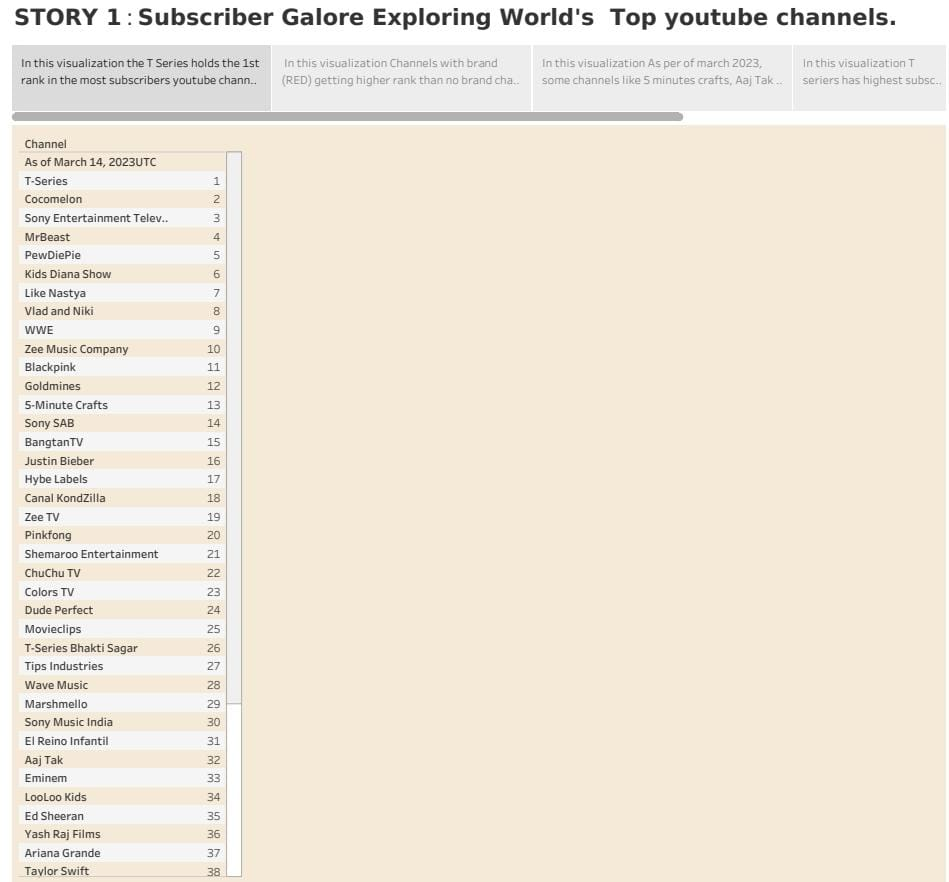 STORY 1 : Subscriber Galore Exploring World's  Top youtube channels.
In this visualization the T Series holds the 1st
rank in the most subscribers youtube chann..
In this visualization Channels with brand
(RED) getting higher rank than no brand cha..
In this visualization As per of march 2023,
some channels like 5 minutes crafts, Aaj Tak ..
In this visualization T
seriers has highest subsc..
Channel
As of March 14, 2023UTC
T-Series 1
Cocomelon 2
Sony Entertainment Telev.. 3
MrBeast 4
PewDiePie 5
Kids Diana Show 6
Like Nastya 7
Vlad and Niki 8
WWE 9
Zee Music Company 10
Blackpink 11
Goldmines 12
5-Minute Crafts 13
Sony SAB 14
BangtanTV 15
Justin Bieber 16
Hybe Labels 17
Canal KondZilla 18
Zee TV 19
Pinkfong 20
Shemaroo Entertainment 21
ChuChu TV 22
Colors TV 23
Dude Perfect 24
Movieclips 25
T-Series Bhakti Sagar 26
Tips Industries 27
Wave Music 28
Marshmello 29
Sony Music India 30
El Reino Infantil 31
Aaj Tak 32
Eminem 33
LooLoo Kids 34
Ed Sheeran 35
Yash Raj Films 36
Ariana Grande 37
Taylor Swift 38